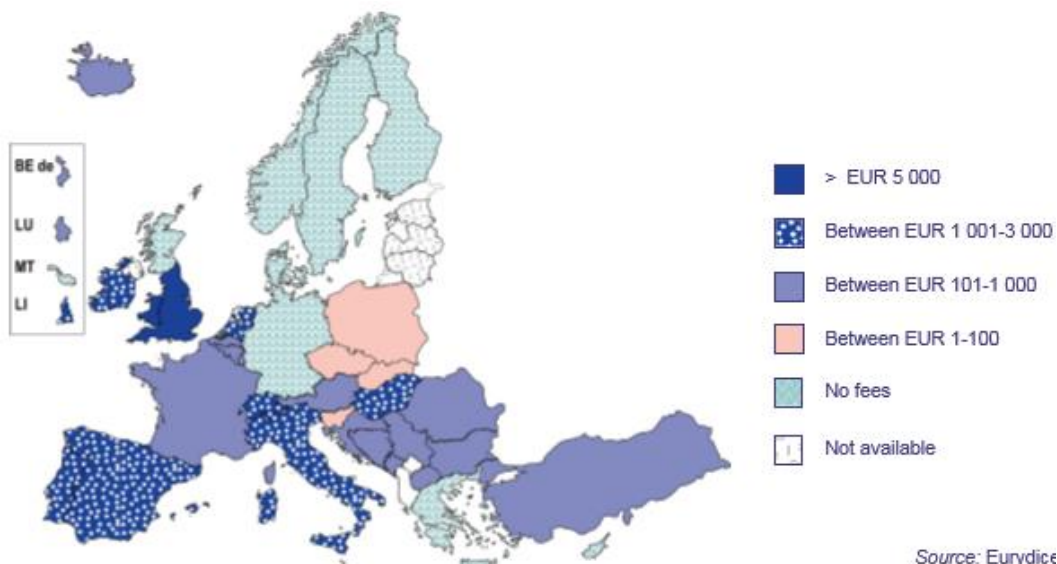 BE de
LU
MT
LI
> EUR 5 000
Between EUR 1 001-3 000
Between EUR 101-1 000
Between EUR 1-100
No fees
Not available
Source: Eurydice